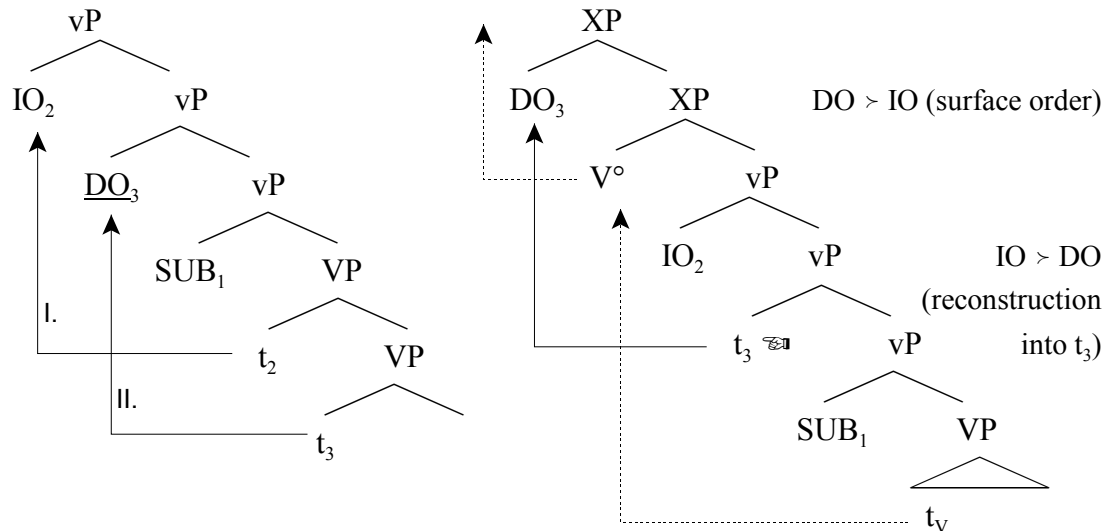 vP XP
IO₂ vP DO₃ XP DO ≻ IO (surface order)
DO₃ vP V° vP
SUB₁ VP IO₂ vP IO ≻ DO
I. (reconstruction
t₂ VP t₃ ☜ vP into t₃)
II.
t₃ SUB₁ VP
t_V